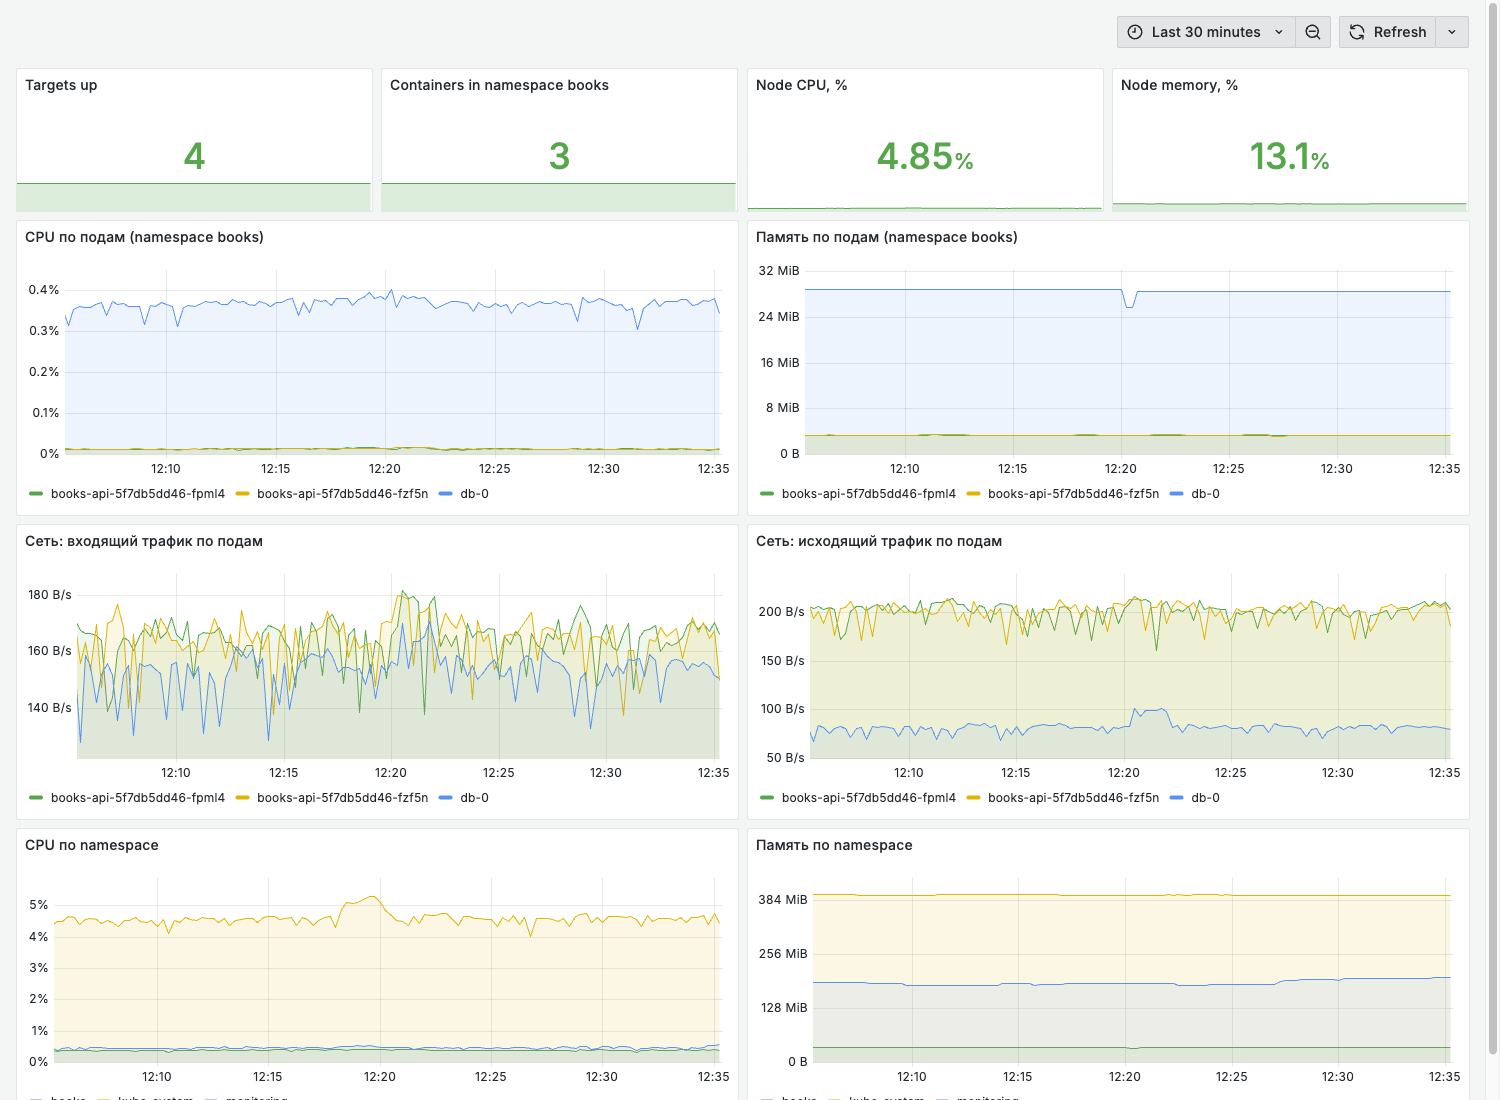 Last 30 minutes
Refresh
Targets up
4
Containers in namespace books
3
Node CPU, %
4.85%
Node memory, %
13.1%
CPU по подам (namespace books)
0.4%
0.3%
0.2%
0.1%
0%
12:10 12:15 12:20 12:25 12:30 12:35
books-api-5f7db5dd46-fpml4 books-api-5f7db5dd46-fzf5n db-0
Память по подам (namespace books)
32 MiB
24 MiB
16 MiB
8 MiB
0 B
12:10 12:15 12:20 12:25 12:30 12:35
books-api-5f7db5dd46-fpml4 books-api-5f7db5dd46-fzf5n db-0
Сеть: входящий трафик по подам
180 B/s
160 B/s
140 B/s
12:10 12:15 12:20 12:25 12:30 12:35
books-api-5f7db5dd46-fpml4 books-api-5f7db5dd46-fzf5n db-0
Сеть: исходящий трафик по подам
200 B/s
150 B/s
100 B/s
50 B/s
12:10 12:15 12:20 12:25 12:30 12:35
books-api-5f7db5dd46-fpml4 books-api-5f7db5dd46-fzf5n db-0
CPU по namespace
5%
4%
3%
2%
1%
0%
12:10 12:15 12:20 12:25 12:30 12:35
books kube-system monitoring
Память по namespace
384 MiB
256 MiB
128 MiB
0 B
12:10 12:15 12:20 12:25 12:30 12:35
books kube-system monitoring